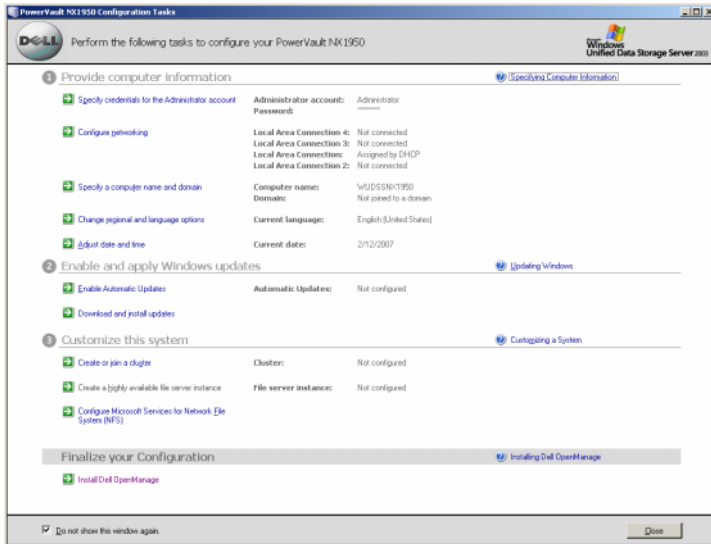 PowerVault NX1950 Configuration Tasks
DELL
Perform the following tasks to configure your PowerVault NX1950
Windows
Unified Data Storage Server 2003
1 Provide computer information
Specifying Computer Information
Specify credentials for the Administrator account
Administrator account: Administrator
Password: ********
Configure networking
Local Area Connection 4: Not connected
Local Area Connection 3: Not connected
Local Area Connection: Assigned by DHCP
Local Area Connection 2: Not connected
Specify a computer name and domain
Computer name: WUDSSNX1950
Domain: Not joined to a domain
Change regional and language options
Current language: English (United States)
Adjust date and time
Current date: 2/12/2007
2 Enable and apply Windows updates
Updating Windows
Enable Automatic Updates
Automatic Updates: Not configured
Download and install updates
3 Customize this system
Customizing a System
Create or join a cluster
Cluster: Not configured
Create a highly available file server instance
File server instance: Not configured
Configure Microsoft Services for Network File
System (NFS)
Finalize your Configuration
Installing Dell OpenManage
Install Dell OpenManage
Do not show this window again.
Close